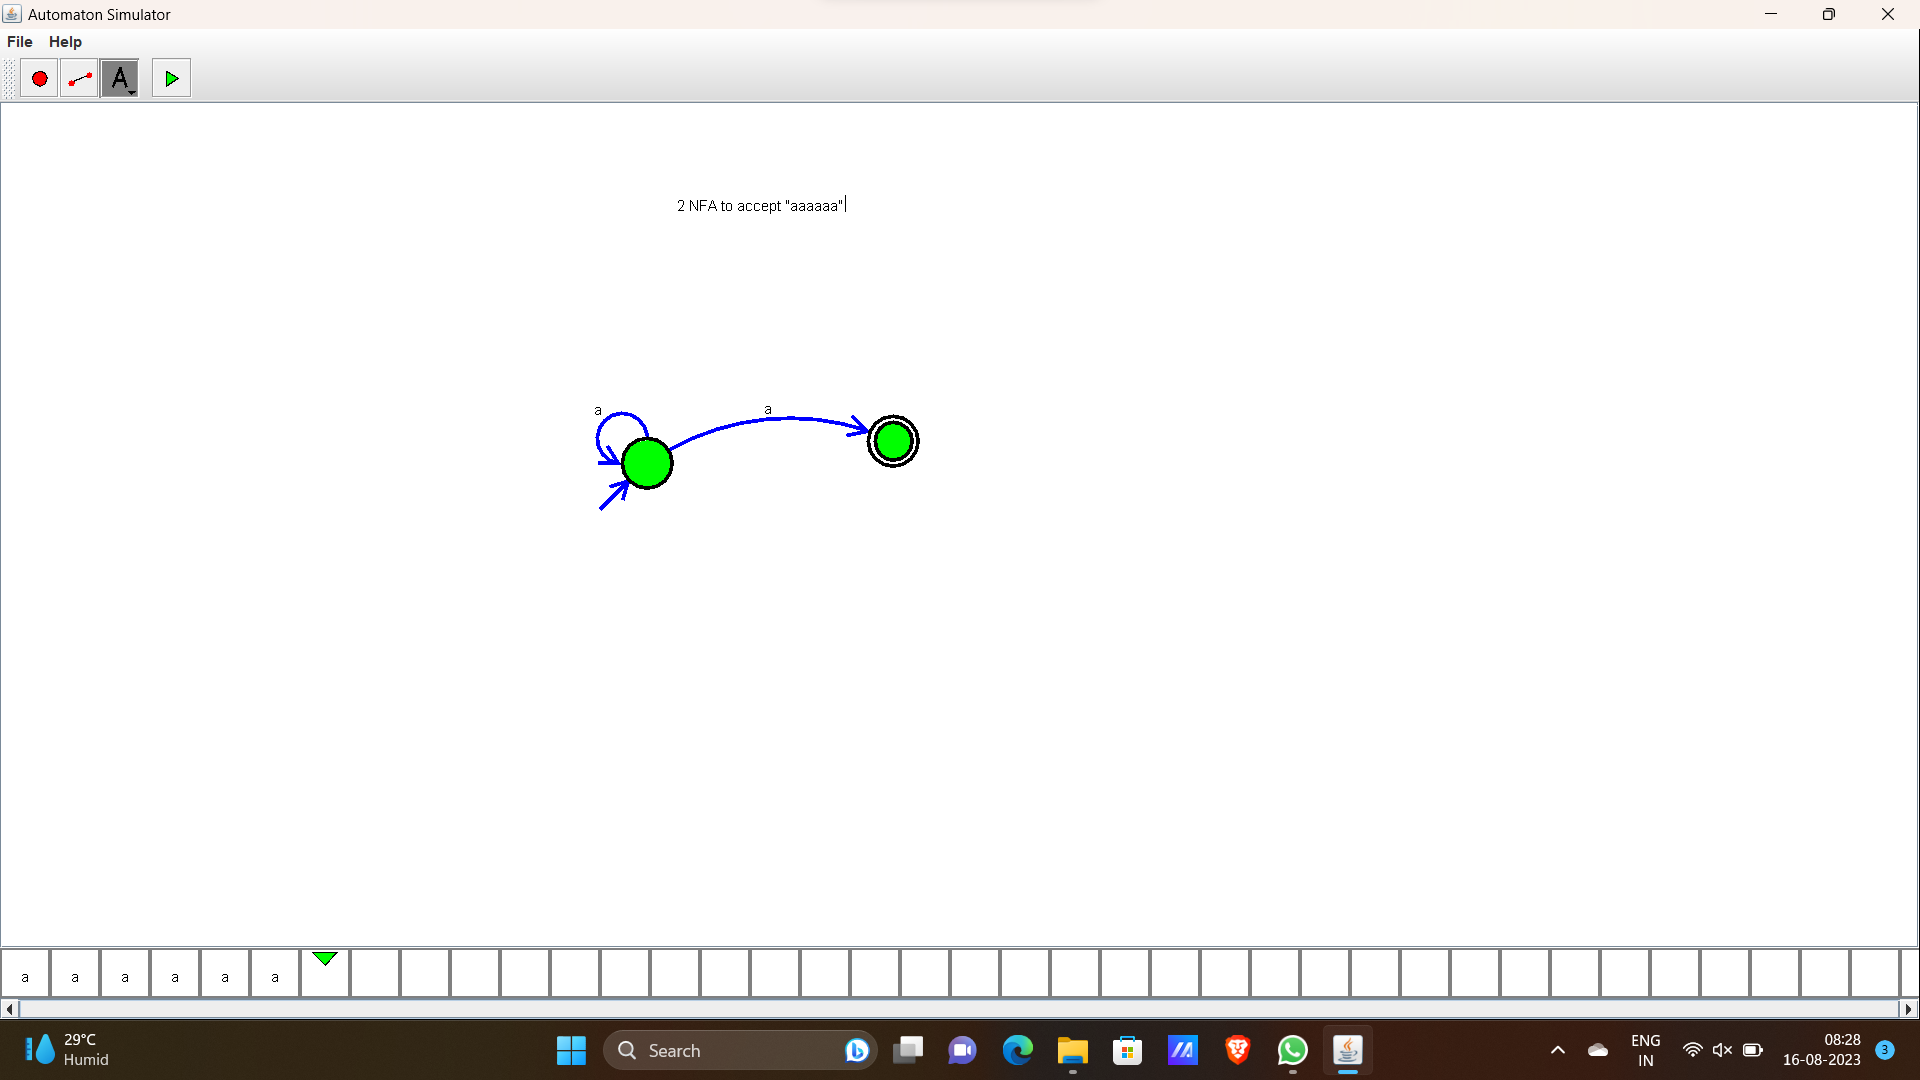 Automaton Simulator
File Help
A
2 NFA to accept "aaaaaa"
a
a
a a a a a a
29°C
Humid
Search
ENG
IN
08:28
16-08-2023
3